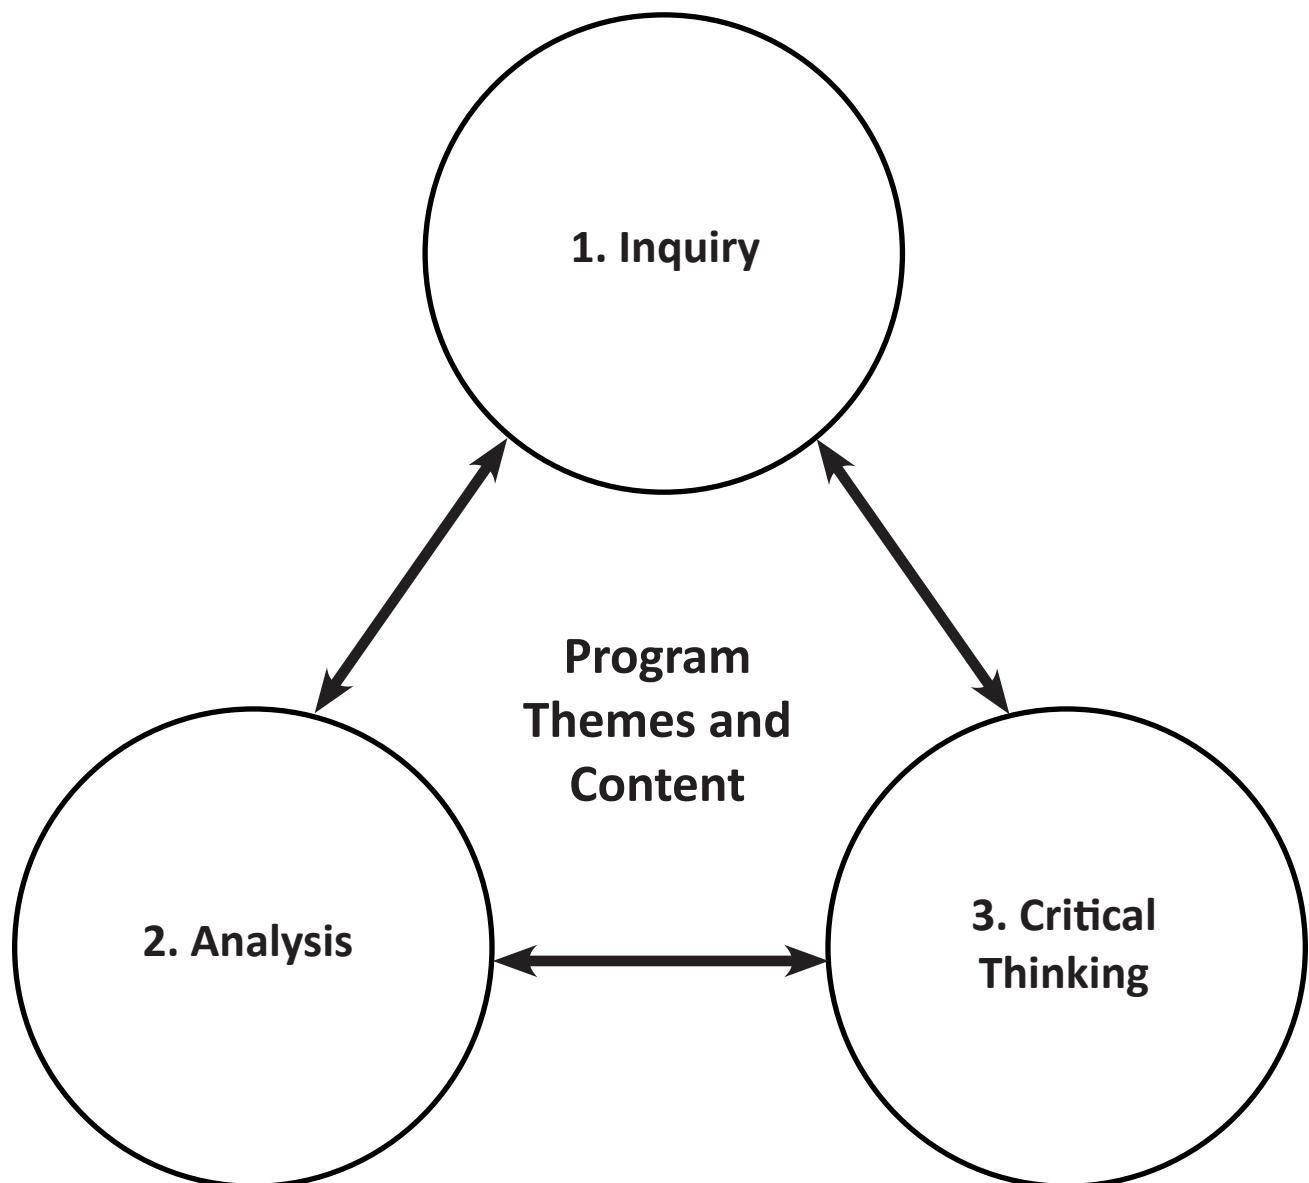 1. Inquiry
Program
Themes and
Content
2. Analysis
3. Critical
Thinking